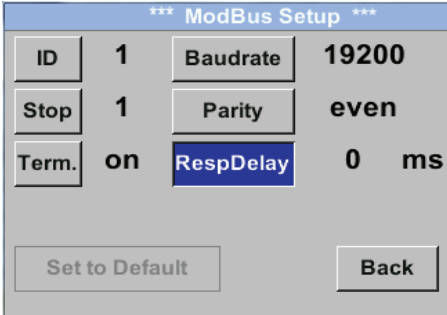 *** ModBus Setup ***
ID 1 Baudrate 19200
Stop 1 Parity even
Term. on RespDelay 0 ms
Set to Default Back